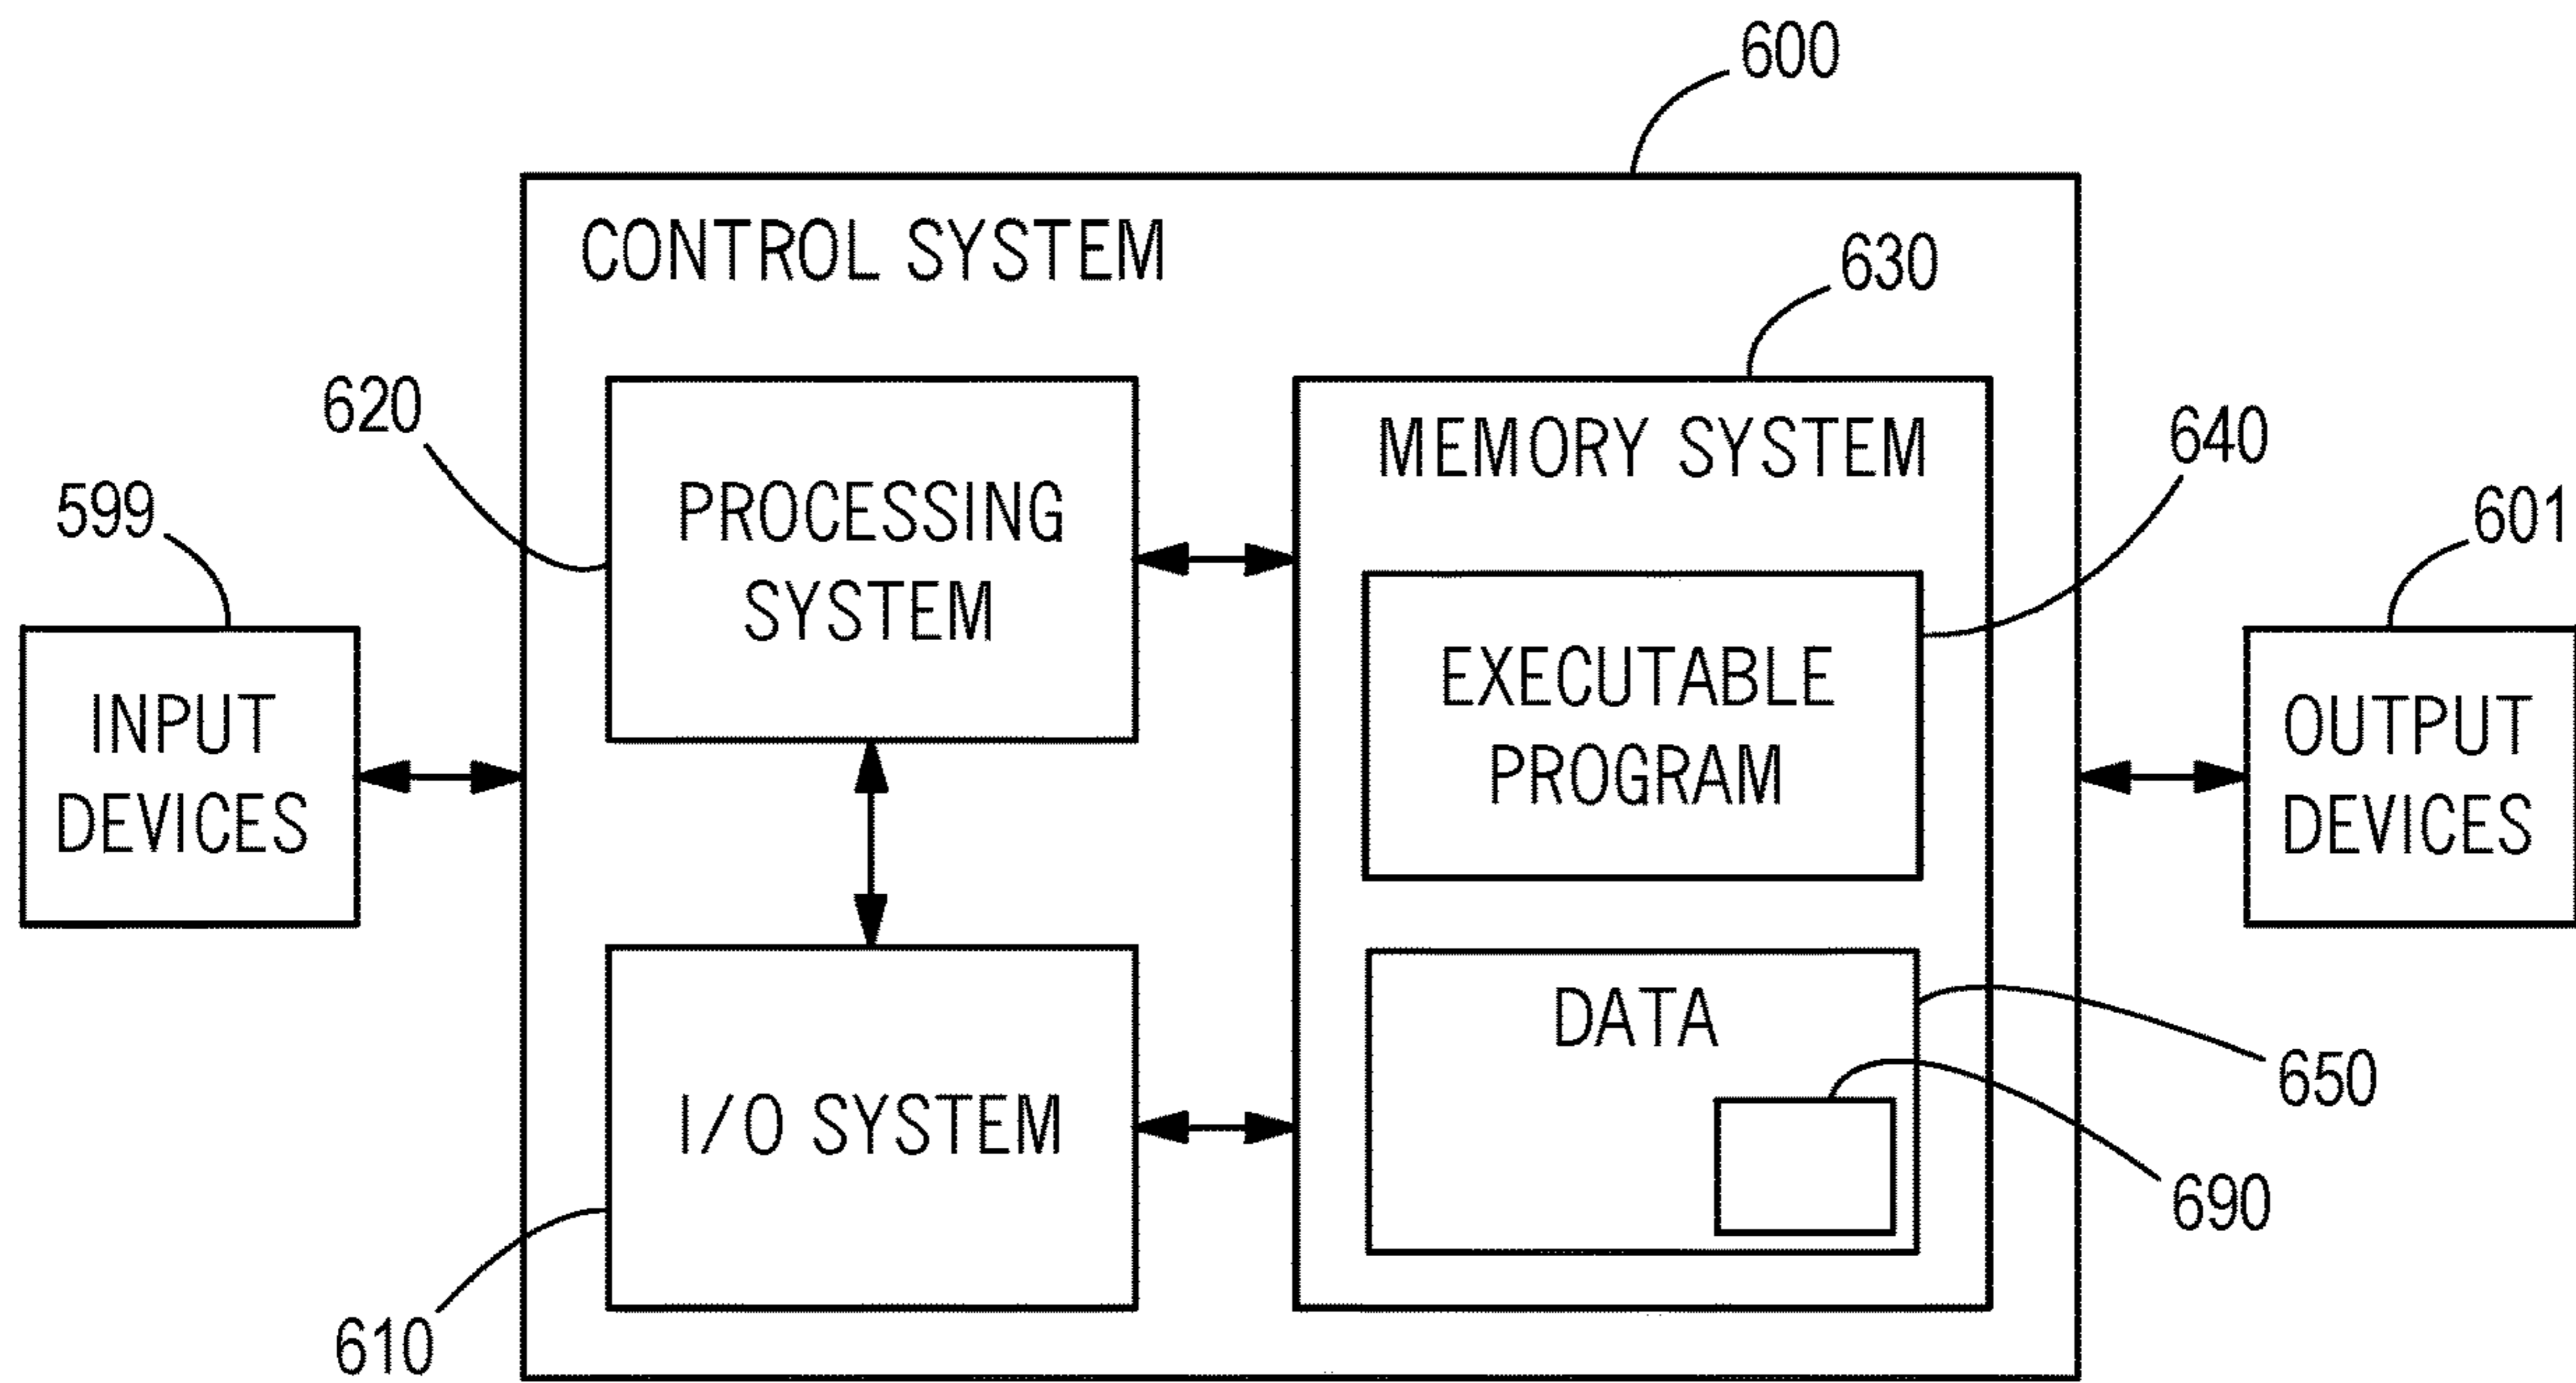 600
CONTROL SYSTEM
630
620
MEMORY SYSTEM
640
599
PROCESSING
SYSTEM
601
INPUT
DEVICES
EXECUTABLE
PROGRAM
OUTPUT
DEVICES
DATA
650
I/O SYSTEM
690
610